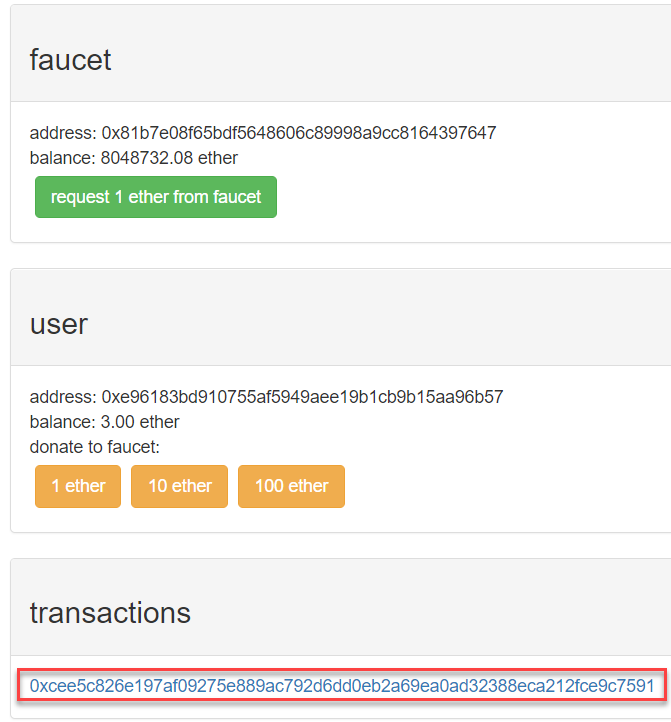 faucet
address: 0x81b7e08f65bdf5648606c89998a9cc8164397647
balance: 8048732.08 ether
request 1 ether from faucet
user
address: 0xe96183bd910755af5949aee19b1cb9b15aa96b57
balance: 3.00 ether
donate to faucet:
1 ether 10 ether 100 ether
transactions
0xcee5c826e197af09275e889ac792d6dd0eb2a69ea0ad32388eca212fce9c7591